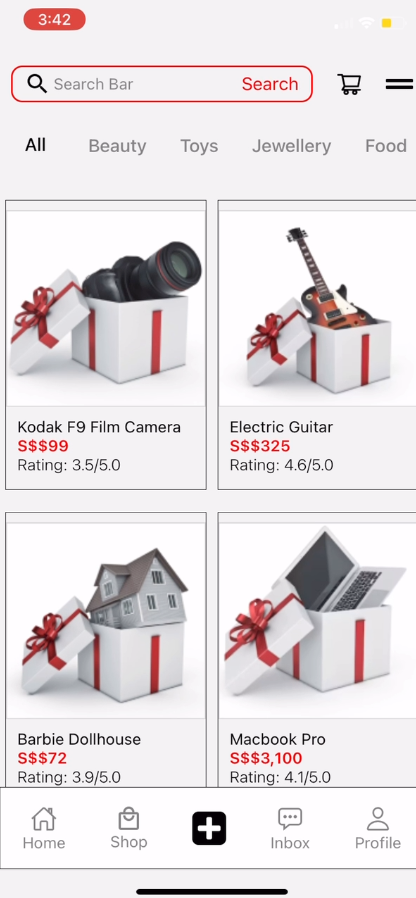 3:42
Search Bar Search
All Beauty Toys Jewellery Food
Kodak F9 Film Camera
S$$$99
Rating: 3.5/5.0
Electric Guitar
S$$$325
Rating: 4.6/5.0
Barbie Dollhouse
S$$$72
Rating: 3.9/5.0
Macbook Pro
S$$$3,100
Rating: 4.1/5.0
Home Shop Inbox Profile